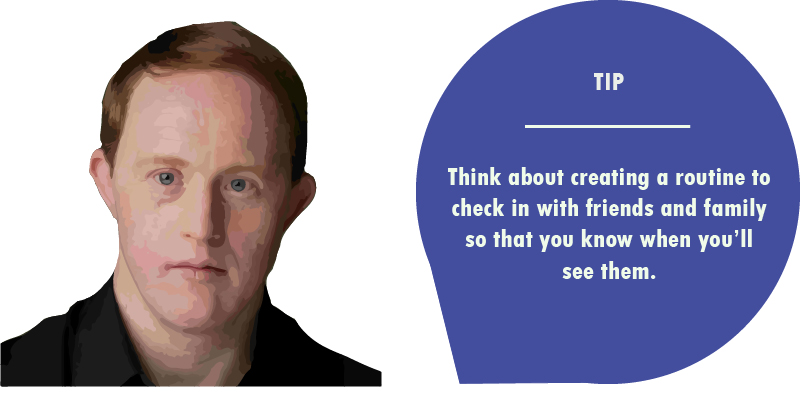 TIP
Think about creating a routine to
check in with friends and family
so that you know when you’ll
see them.